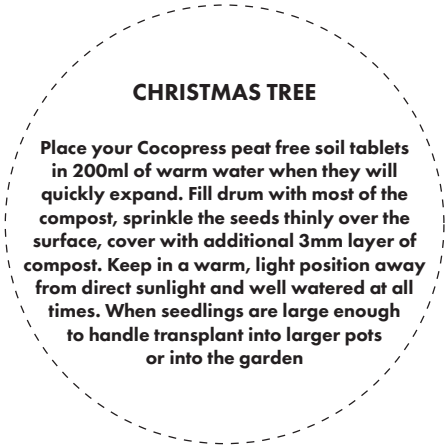 CHRISTMAS TREE
Place your Cocopress peat free soil tablets
in 200ml of warm water when they will
quickly expand. Fill drum with most of the
compost, sprinkle the seeds thinly over the
surface, cover with additional 3mm layer of
compost. Keep in a warm, light position away
from direct sunlight and well watered at all
times. When seedlings are large enough
to handle transplant into larger pots
or into the garden